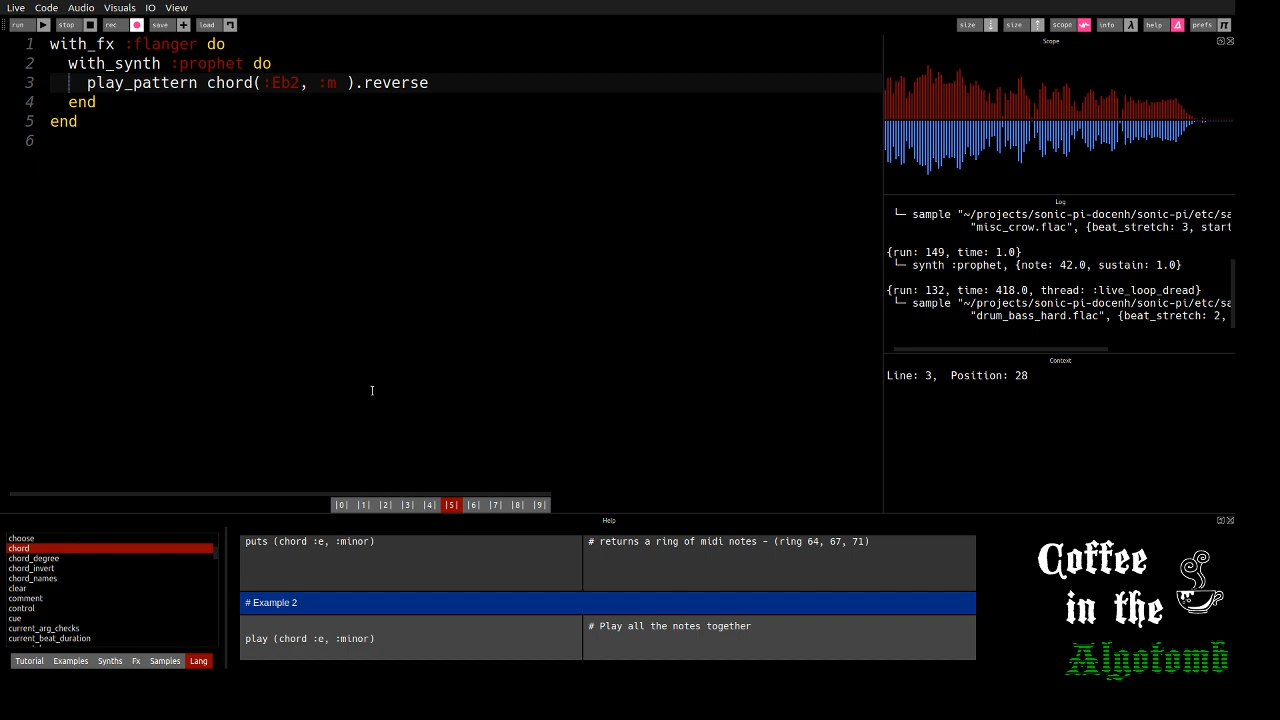 Live Code Audio Visuals IO View
run stop rec save + load size size scope info λ help prefs π
1 with_fx :flanger do
2 with_synth :prophet do
3 play_pattern chord(:Eb2, :m ).reverse
4 end
5 end
6
Scope
Log
└─ sample "~/projects/sonic-pi-docenh/sonic-pi/etc/sa
"misc_crow.flac", {beat_stretch: 3, start
{run: 149, time: 1.0}
└─ synth :prophet, {note: 42.0, sustain: 1.0}
{run: 132, time: 418.0, thread: :live_loop_dread}
└─ sample "~/projects/sonic-pi-docenh/sonic-pi/etc/sa
"drum_bass_hard.flac", {beat_stretch: 2,
Context
Line: 3, Position: 28
|0| |1| |2| |3| |4| |5| |6| |7| |8| |9|
Help
choose
chord
chord_degree
chord_invert
chord_names
clear
comment
control
cue
current_arg_checks
current_beat_duration
Tutorial Examples Synths Fx Samples Lang
puts (chord :e, :minor) # returns a ring of midi notes - (ring 64, 67, 71)
# Example 2
play (chord :e, :minor) # Play all the notes together
Coffee
in the
Algotomb